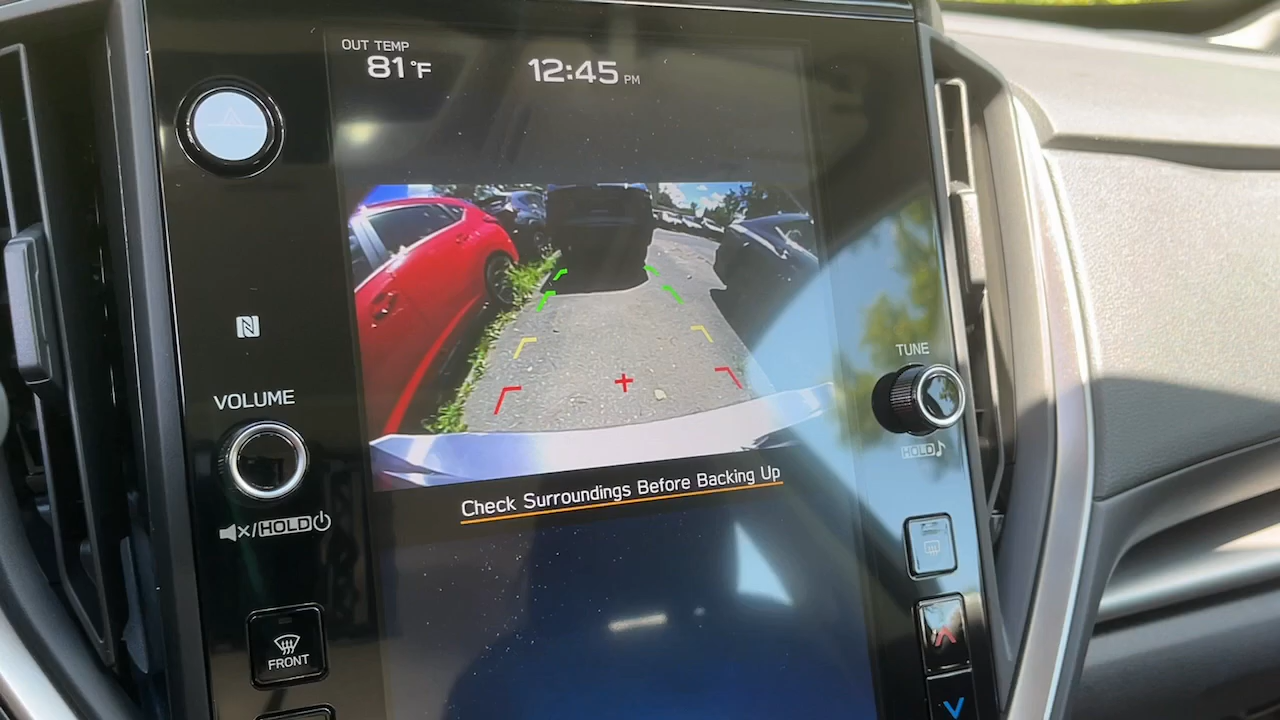 OUT TEMP
81°F
12:45 PM
VOLUME
TUNE
HOLD♪
Check Surroundings Before Backing Up
×/HOLD
FRONT